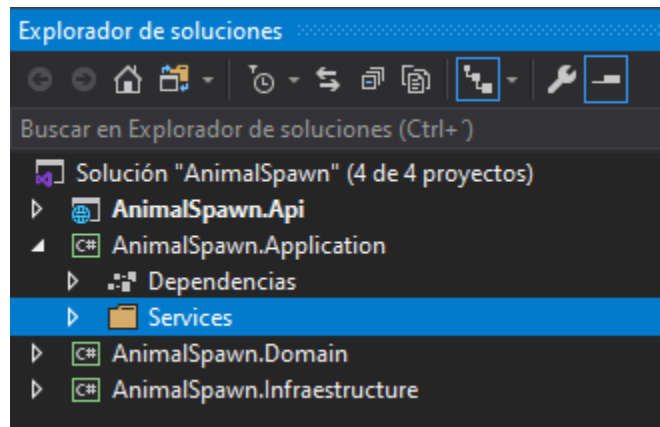 Explorador de soluciones
Buscar en Explorador de soluciones (Ctrl+´)
Solución "AnimalSpawn" (4 de 4 proyectos)
AnimalSpawn.Api
C# AnimalSpawn.Application
Dependencias
Services
C# AnimalSpawn.Domain
C# AnimalSpawn.Infraestructure